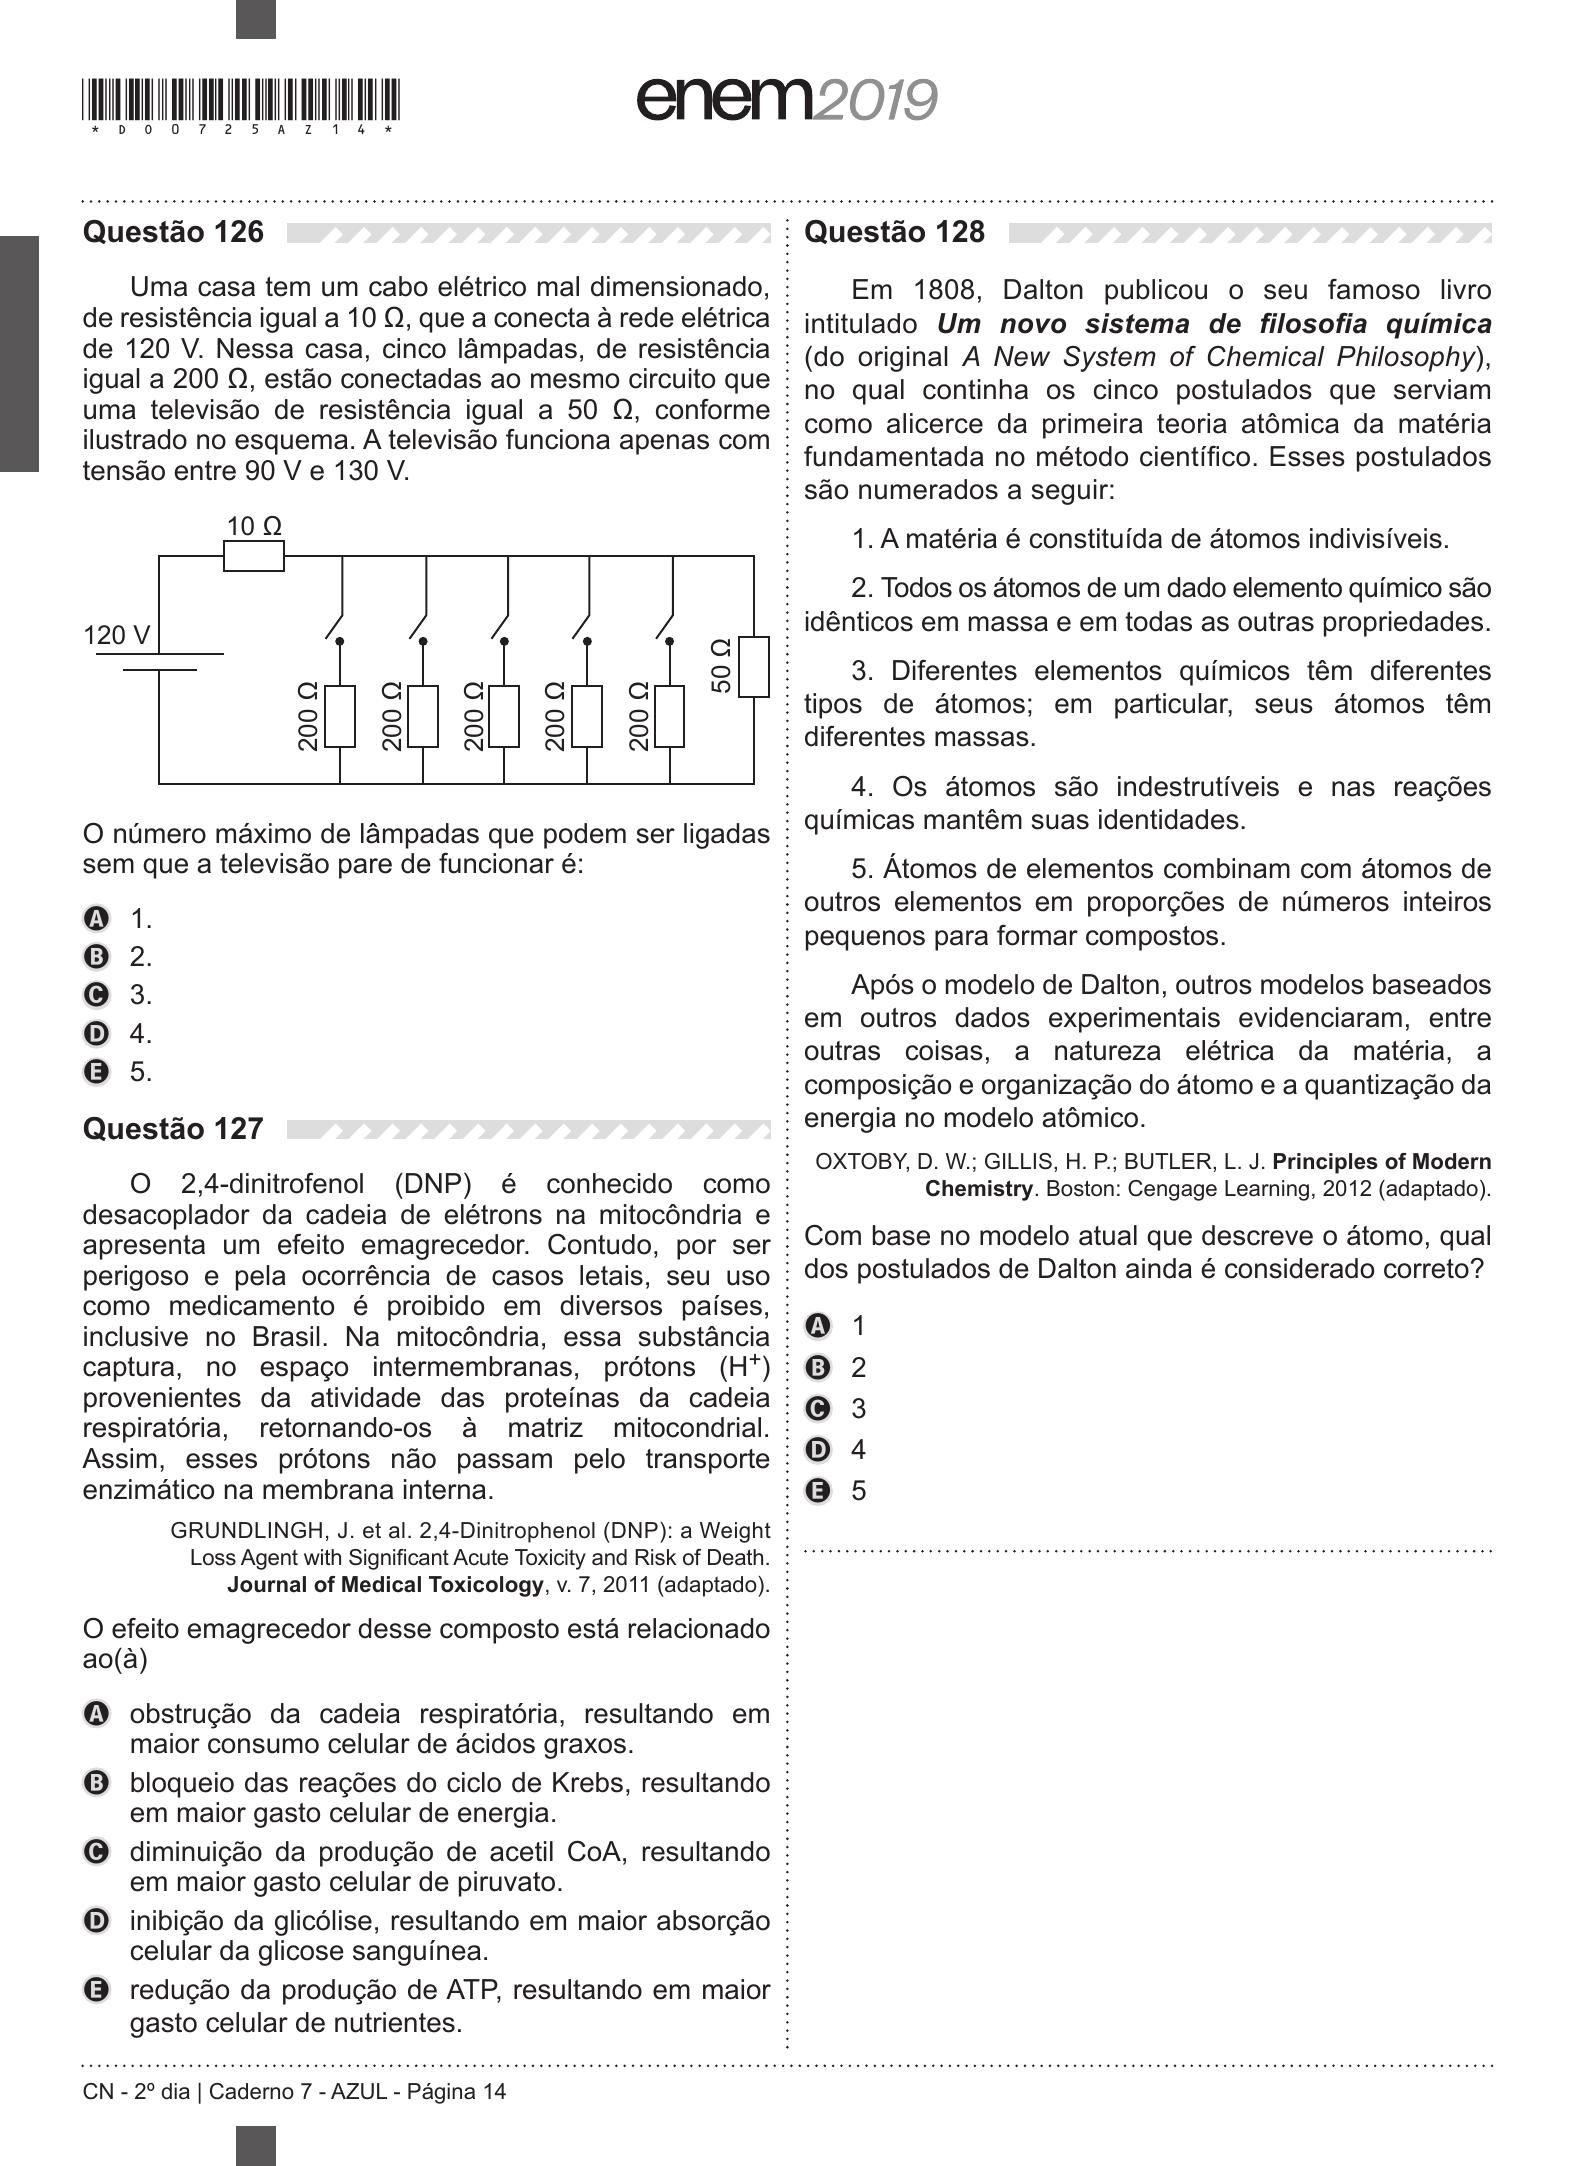 *D0O725AZ14*
enem2019
Questão 126
Uma casa tem um cabo elétrico mal dimensionado,
de resistência igual a 10 Ω, que a conecta à rede elétrica
de 120 V. Nessa casa, cinco lâmpadas, de resistência
igual a 200 Ω, estão conectadas ao mesmo circuito que
uma televisão de resistência igual a 50 Ω, conforme
ilustrado no esquema. A televisão funciona apenas com
tensão entre 90 V e 130 V.
10 Ω
120 V
200 Ω
200 Ω
200 Ω
200 Ω
200 Ω
50 Ω
O número máximo de lâmpadas que podem ser ligadas
sem que a televisão pare de funcionar é:
A 1.
B 2.
C 3.
D 4.
E 5.
Questão 127
O 2,4-dinitrofenol (DNP) é conhecido como
desacoplador da cadeia de elétrons na mitocôndria e
apresenta um efeito emagrecedor. Contudo, por ser
perigoso e pela ocorrência de casos letais, seu uso
como medicamento é proibido em diversos países,
inclusive no Brasil. Na mitocôndria, essa substância
captura, no espaço intermembranas, prótons (H⁺)
provenientes da atividade das proteínas da cadeia
respiratória, retornando-os à matriz mitocondrial.
Assim, esses prótons não passam pelo transporte
enzimático na membrana interna.
GRUNDLINGH, J. et al. 2,4-Dinitrophenol (DNP): a Weight
Loss Agent with Significant Acute Toxicity and Risk of Death.
Journal of Medical Toxicology, v. 7, 2011 (adaptado).
O efeito emagrecedor desse composto está relacionado
ao(à)
A obstrução da cadeia respiratória, resultando em
maior consumo celular de ácidos graxos.
B bloqueio das reações do ciclo de Krebs, resultando
em maior gasto celular de energia.
C diminuição da produção de acetil CoA, resultando
em maior gasto celular de piruvato.
D inibição da glicólise, resultando em maior absorção
celular da glicose sanguínea.
E redução da produção de ATP, resultando em maior
gasto celular de nutrientes.
Questão 128
Em 1808, Dalton publicou o seu famoso livro
intitulado Um novo sistema de filosofia química
(do original A New System of Chemical Philosophy),
no qual continha os cinco postulados que serviam
como alicerce da primeira teoria atômica da matéria
fundamentada no método científico. Esses postulados
são numerados a seguir:
1. A matéria é constituída de átomos indivisíveis.
2. Todos os átomos de um dado elemento químico são
idênticos em massa e em todas as outras propriedades.
3. Diferentes elementos químicos têm diferentes
tipos de átomos; em particular, seus átomos têm
diferentes massas.
4. Os átomos são indestrutíveis e nas reações
químicas mantêm suas identidades.
5. Átomos de elementos combinam com átomos de
outros elementos em proporções de números inteiros
pequenos para formar compostos.
Após o modelo de Dalton, outros modelos baseados
em outros dados experimentais evidenciaram, entre
outras coisas, a natureza elétrica da matéria, a
composição e organização do átomo e a quantização da
energia no modelo atômico.
OXTOBY, D. W.; GILLIS, H. P.; BUTLER, L. J. Principles of Modern
Chemistry. Boston: Cengage Learning, 2012 (adaptado).
Com base no modelo atual que descreve o átomo, qual
dos postulados de Dalton ainda é considerado correto?
A 1
B 2
C 3
D 4
E 5
CN - 2º dia | Caderno 7 - AZUL - Página 14